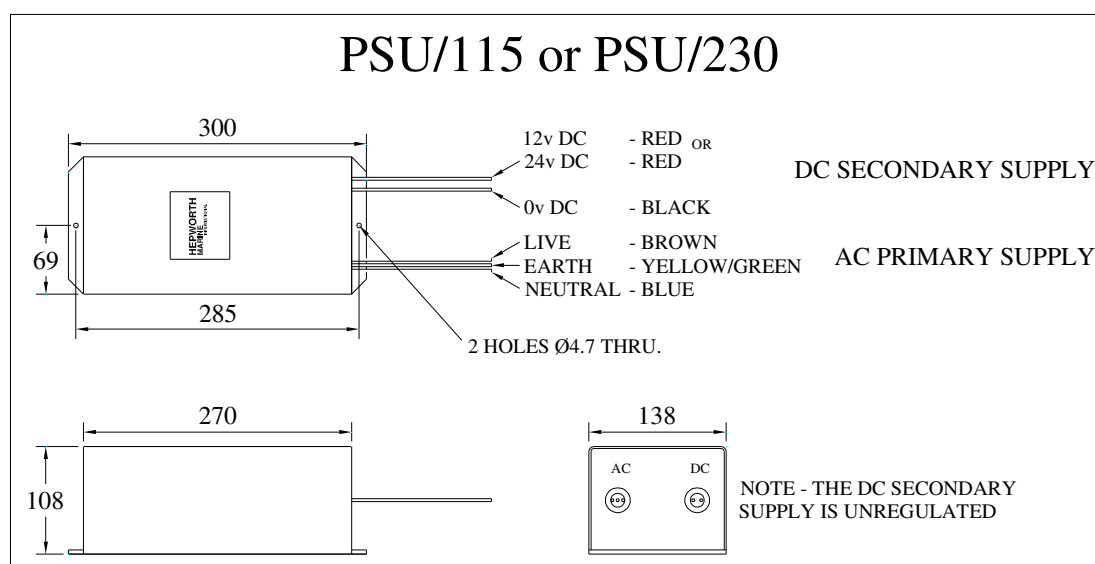 PSU/115 or PSU/230
300
12v DC - RED OR
24v DC - RED
DC SECONDARY SUPPLY
0v DC - BLACK
HEPWORTH
MARINE
INTERNATIONAL
69
LIVE - BROWN
EARTH - YELLOW/GREEN
AC PRIMARY SUPPLY
NEUTRAL - BLUE
285
2 HOLES Ø4.7 THRU.
270
138
108
AC DC
NOTE - THE DC SECONDARY
SUPPLY IS UNREGULATED